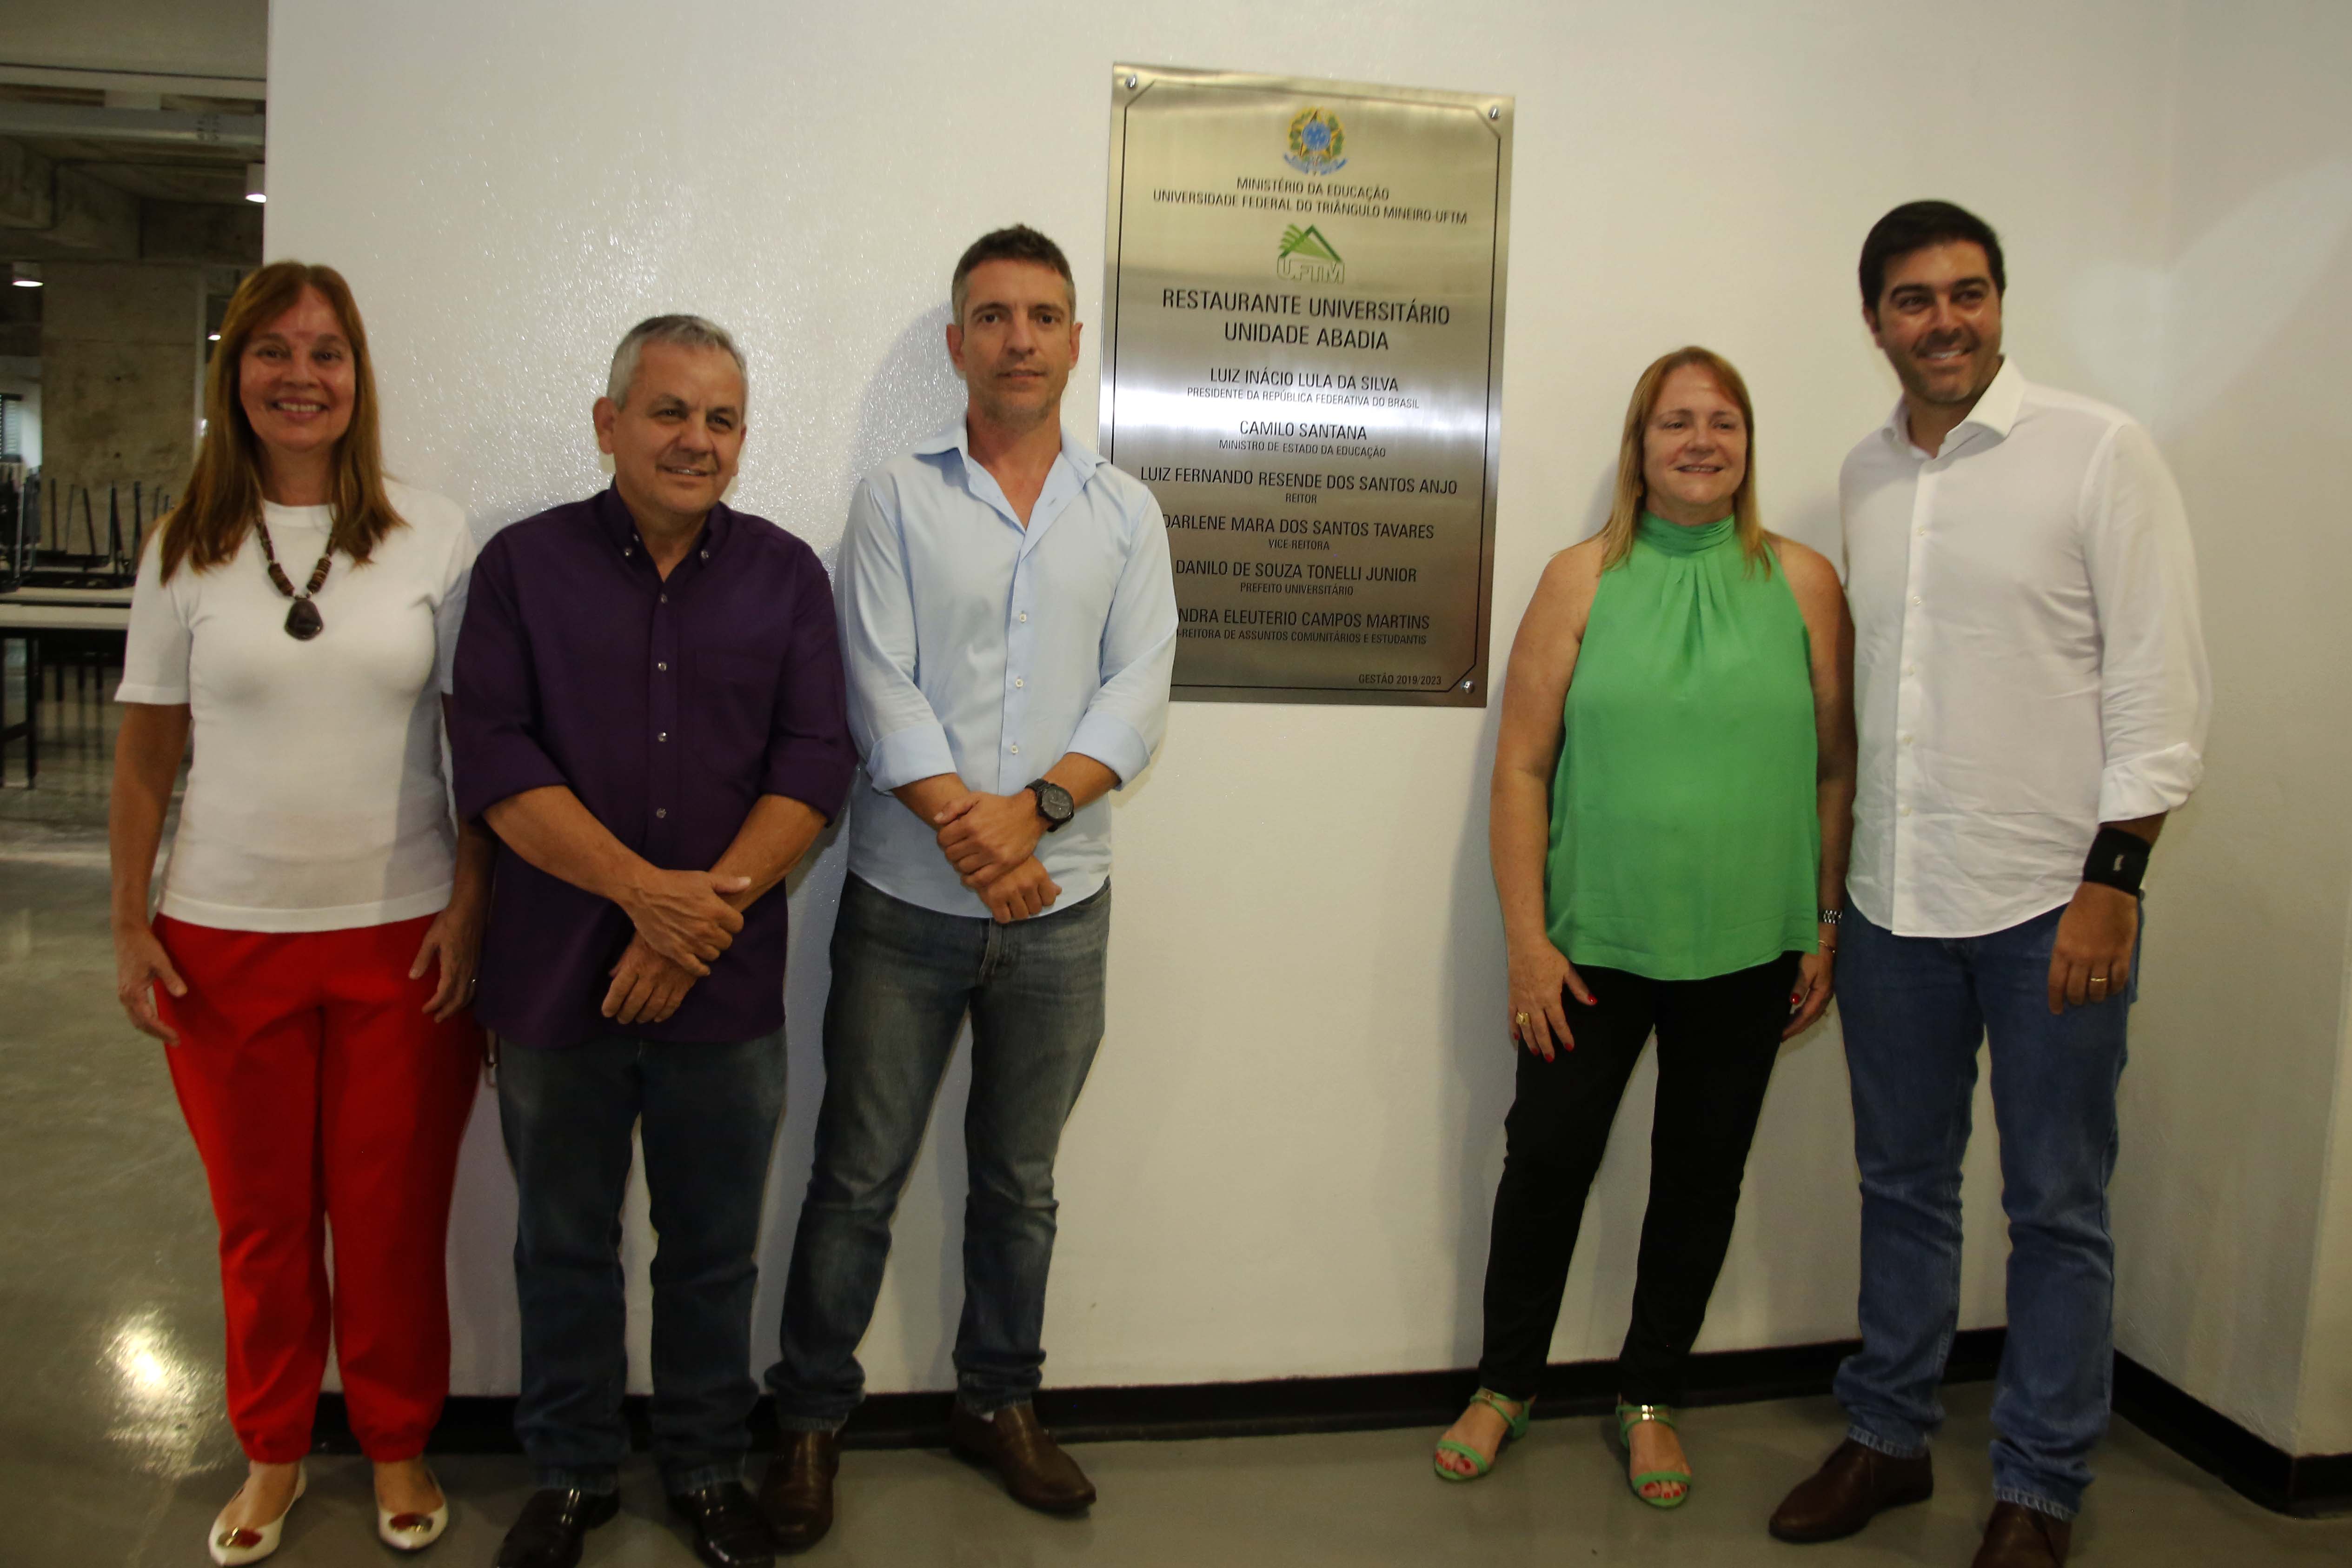 MINISTÉRIO DA EDUCAÇÃO
UNIVERSIDADE FEDERAL DO TRIÂNGULO MINEIRO-UFTM
UFTM
RESTAURANTE UNIVERSITÁRIO
UNIDADE ABADIA
LUIZ INÁCIO LULA DA SILVA
PRESIDENTE DA REPÚBLICA FEDERATIVA DO BRASIL
CAMILO SANTANA
MINISTRO DE ESTADO DA EDUCAÇÃO
LUIZ FERNANDO RESENDE DOS SANTOS ANJO
REITOR
DARLENE MARA DOS SANTOS TAVARES
VICE-REITORA
DANILO DE SOUZA TONELLI JUNIOR
PREFEITO UNIVERSITÁRIO
NDRA ELEUTERIO CAMPOS MARTINS
-REITORA DE ASSUNTOS COMUNITÁRIOS E ESTUDANTIS
GESTÃO 2019/2023